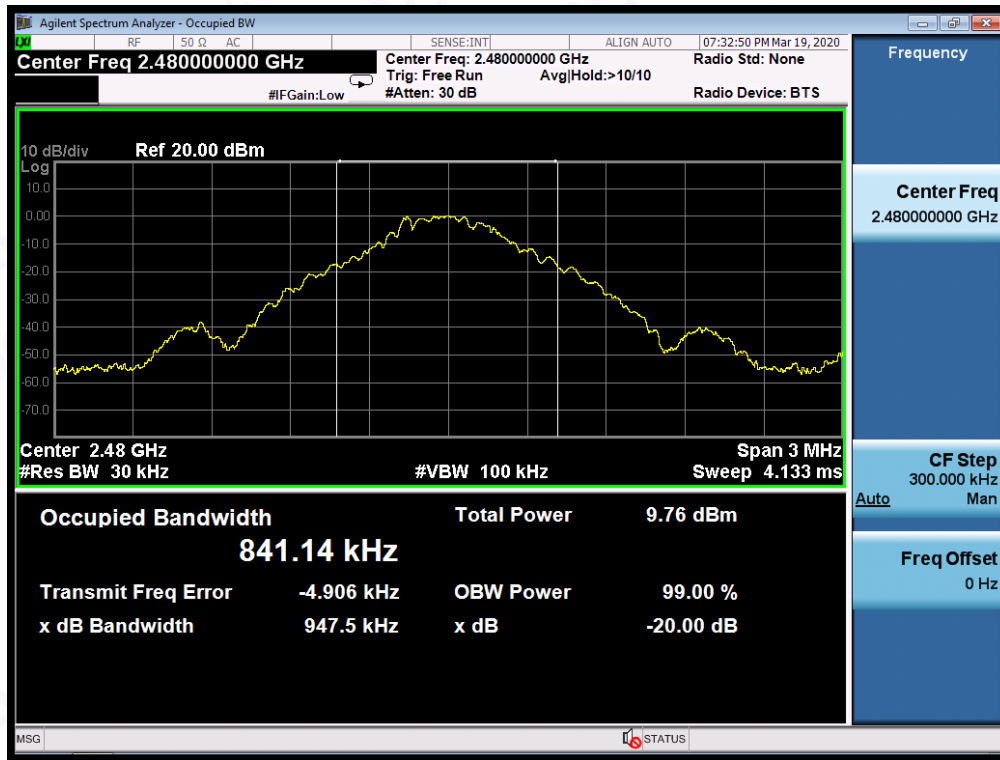 Agilent Spectrum Analyzer - Occupied BW
LXI RF 50 Ω AC SENSE:INT ALIGN AUTO 07:32:50 PM Mar 19, 2020
Center Freq 2.480000000 GHz
#IFGain:Low
Center Freq: 2.480000000 GHz
Trig: Free Run Avg|Hold:>10/10
#Atten: 30 dB
Radio Std: None
Radio Device: BTS
10 dB/div Ref 20.00 dBm
Log
10.0
0.00
-10.0
-20.0
-30.0
-40.0
-50.0
-60.0
-70.0
Center 2.48 GHz Span 3 MHz
#Res BW 30 kHz #VBW 100 kHz Sweep 4.133 ms
Occupied Bandwidth Total Power 9.76 dBm
841.14 kHz
Transmit Freq Error -4.906 kHz OBW Power 99.00 %
x dB Bandwidth 947.5 kHz x dB -20.00 dB
MSG STATUS
Frequency
Center Freq
2.480000000 GHz
CF Step
300.000 kHz
Auto Man
Freq Offset
0 Hz